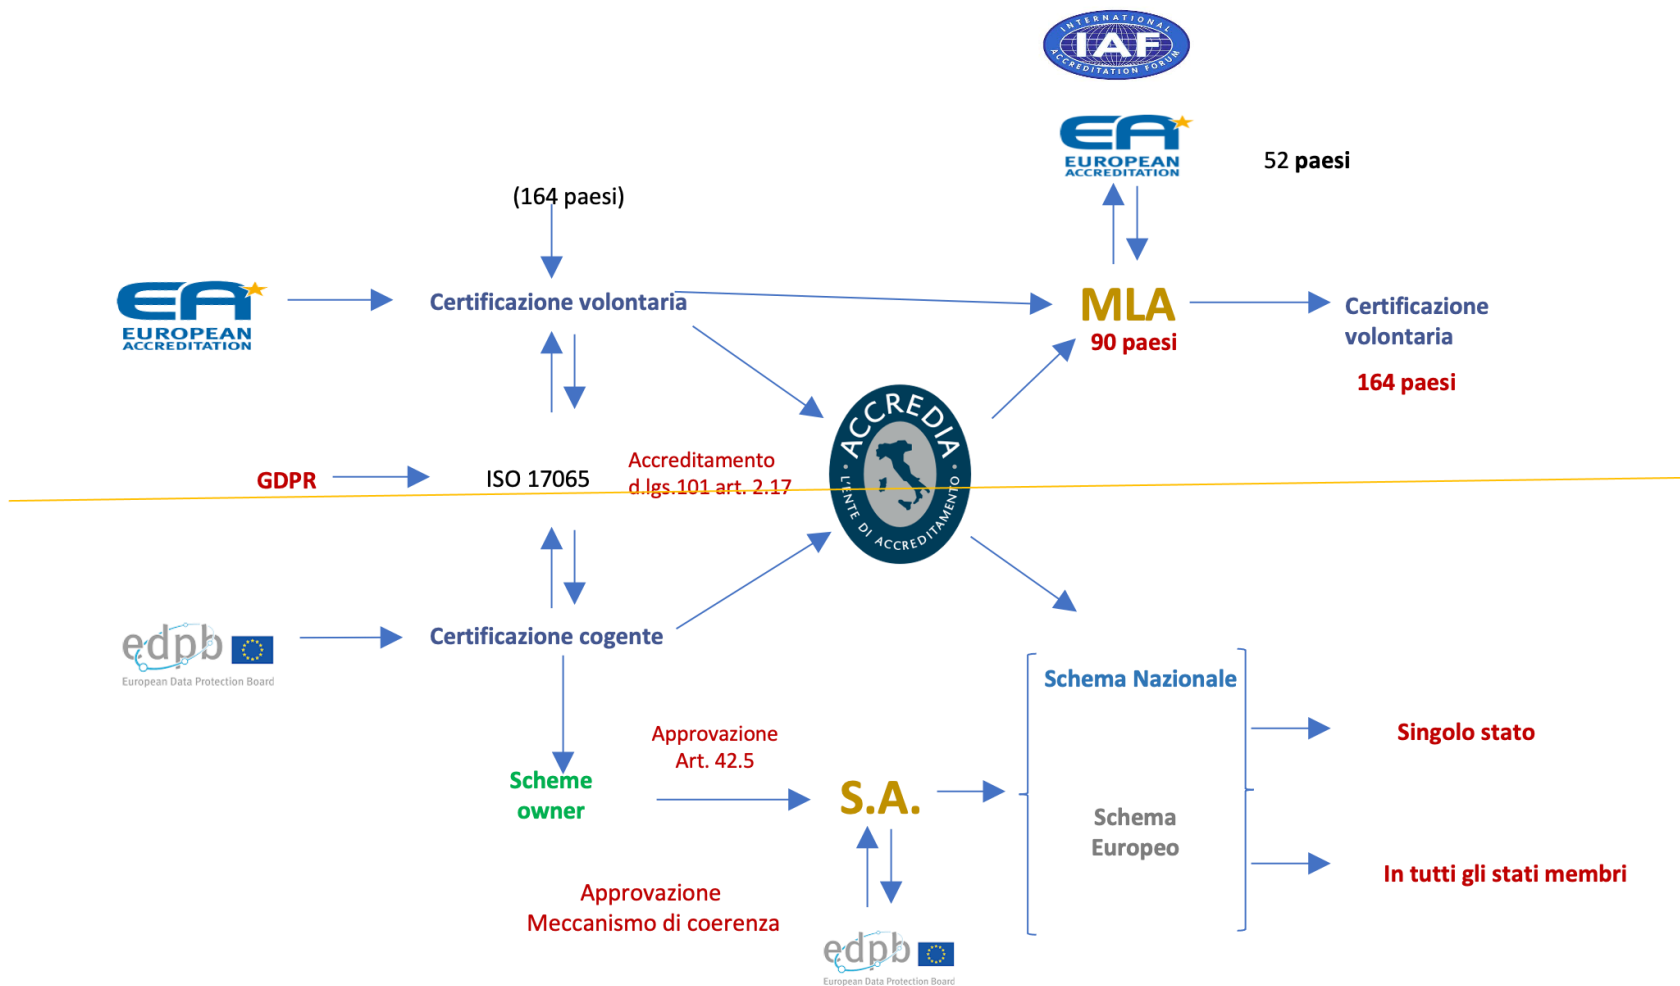 INTERNATIONAL
IAF
ACCREDITATION FORUM
EA
EUROPEAN
ACCREDITATION
52 paesi
(164 paesi)
EA
EUROPEAN
ACCREDITATION
Certificazione volontaria
MLA
90 paesi
Certificazione
volontaria
164 paesi
GDPR
ISO 17065
Accreditamento
d.lgs.101 art. 2.17
ACCREDIA
L'ENTE DI ACCREDITAMENTO
edpb
European Data Protection Board
Certificazione cogente
Schema Nazionale
Singolo stato
Approvazione
Art. 42.5
Scheme
owner
S.A.
Schema
Europeo
In tutti gli stati membri
Approvazione
Meccanismo di coerenza
edpb
European Data Protection Board